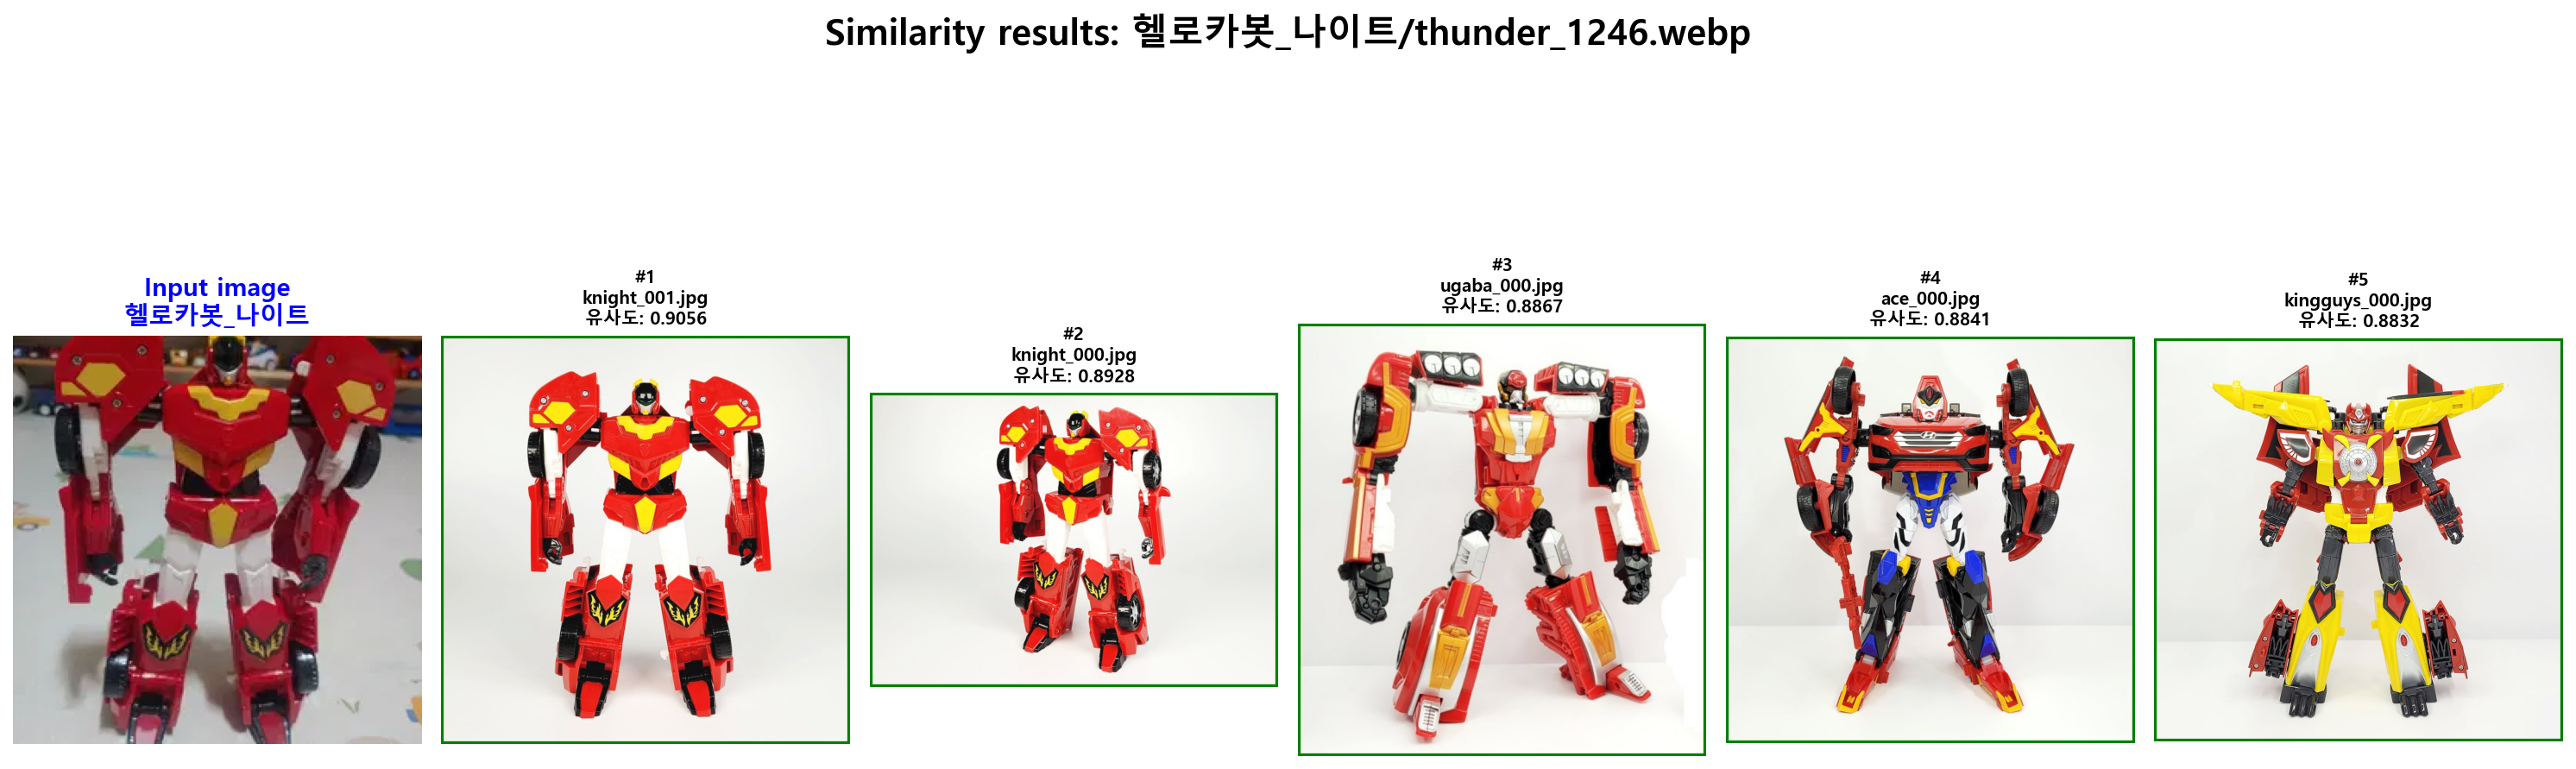 Similarity results: 헬로카봇_나이트/thunder_1246.webp
Input image
헬로카봇_나이트
#1
knight_001.jpg
유사도: 0.9056
#2
knight_000.jpg
유사도: 0.8928
#3
ugaba_000.jpg
유사도: 0.8867
#4
ace_000.jpg
유사도: 0.8841
#5
kingguys_000.jpg
유사도: 0.8832